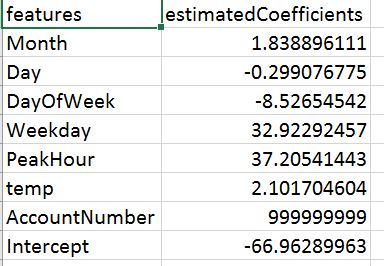 features estimatedCoefficients
Month 1.838896111
Day -0.299076775
DayOfWeek -8.52654542
Weekday 32.92292457
PeakHour 37.20541443
temp 2.101704604
AccountNumber 999999999
Intercept -66.96289963